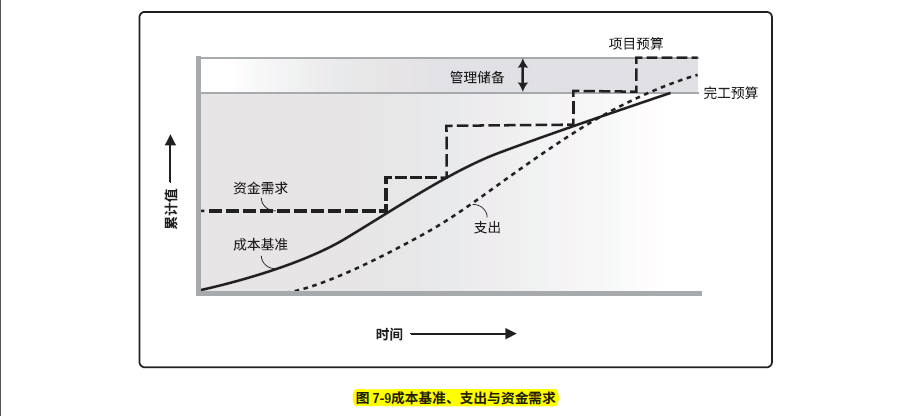 项目预算
管理储备
完工预算
资金需求
累计值
成本基准
支出
时间
图 7-9成本基准、支出与资金需求